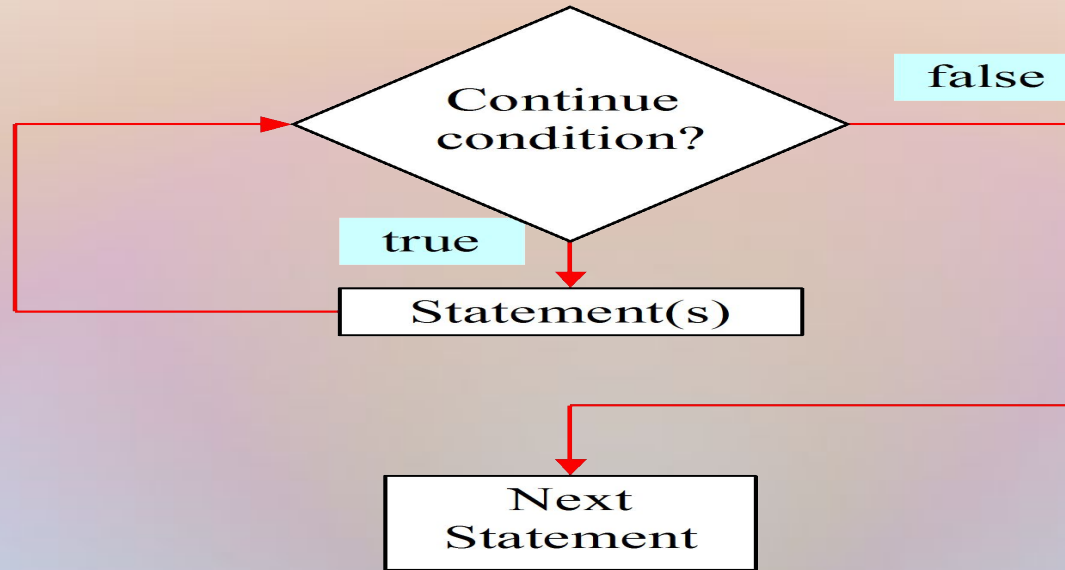 Continue
condition?
false
true
Statement(s)
Next
Statement